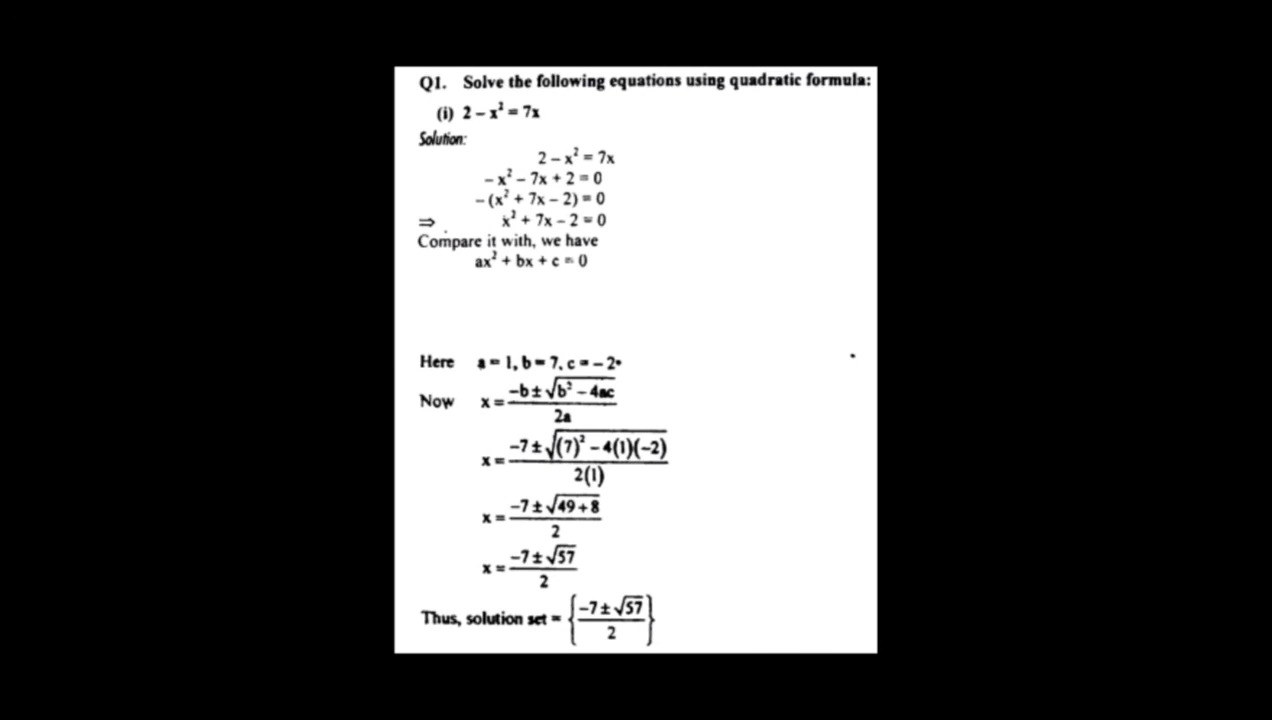 Q1. Solve the following equations using quadratic formula:
(i) 2 – x² = 7x
Solution:
2 – x² = 7x
– x² – 7x + 2 = 0
– (x² + 7x – 2) = 0
⇒ x² + 7x – 2 = 0
Compare it with, we have
ax² + bx + c = 0
Here a = 1, b = 7, c = – 2
Now x = (–b ± √(b² – 4ac)) / 2a
x = (–7 ± √((7)² – 4(1)(–2))) / 2(1)
x = (–7 ± √(49 + 8)) / 2
x = (–7 ± √57) / 2
Thus, solution set = {(–7 ± √57) / 2}